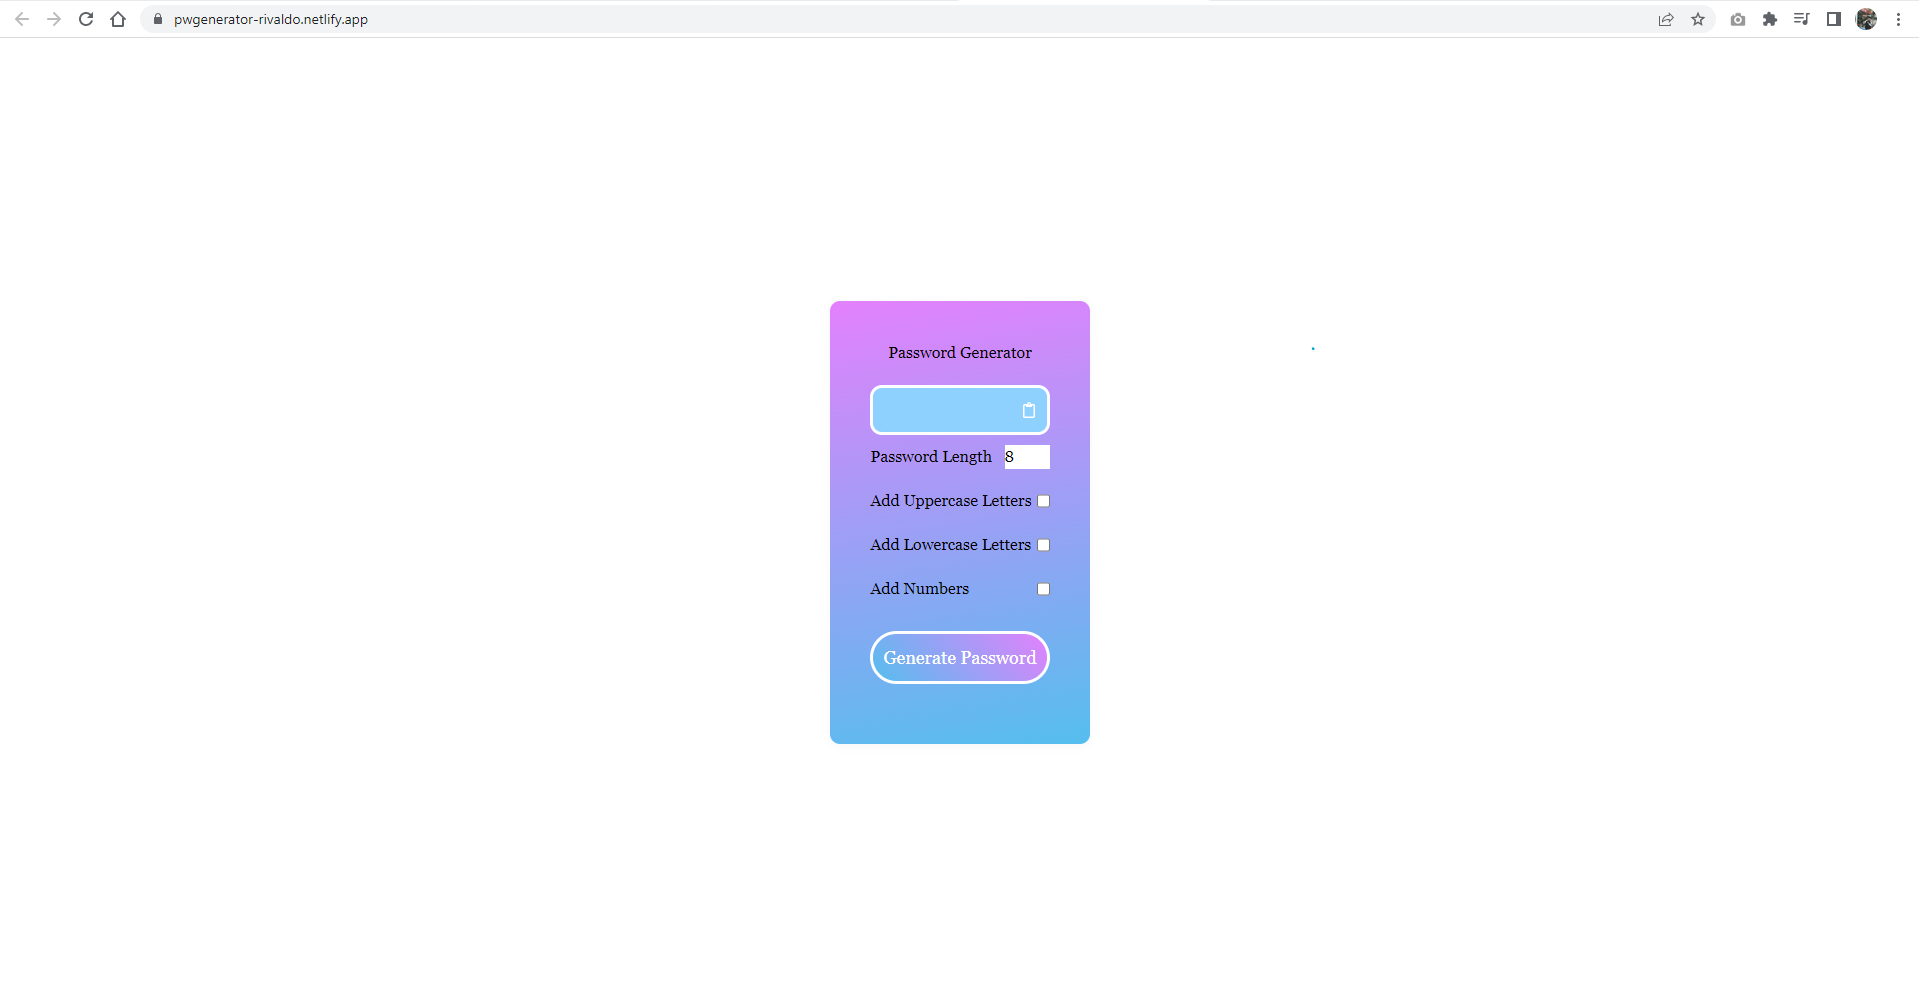 pwgenerator-rivaldo.netlify.app
Password Generator
Password Length 8
Add Uppercase Letters
Add Lowercase Letters
Add Numbers
Generate Password